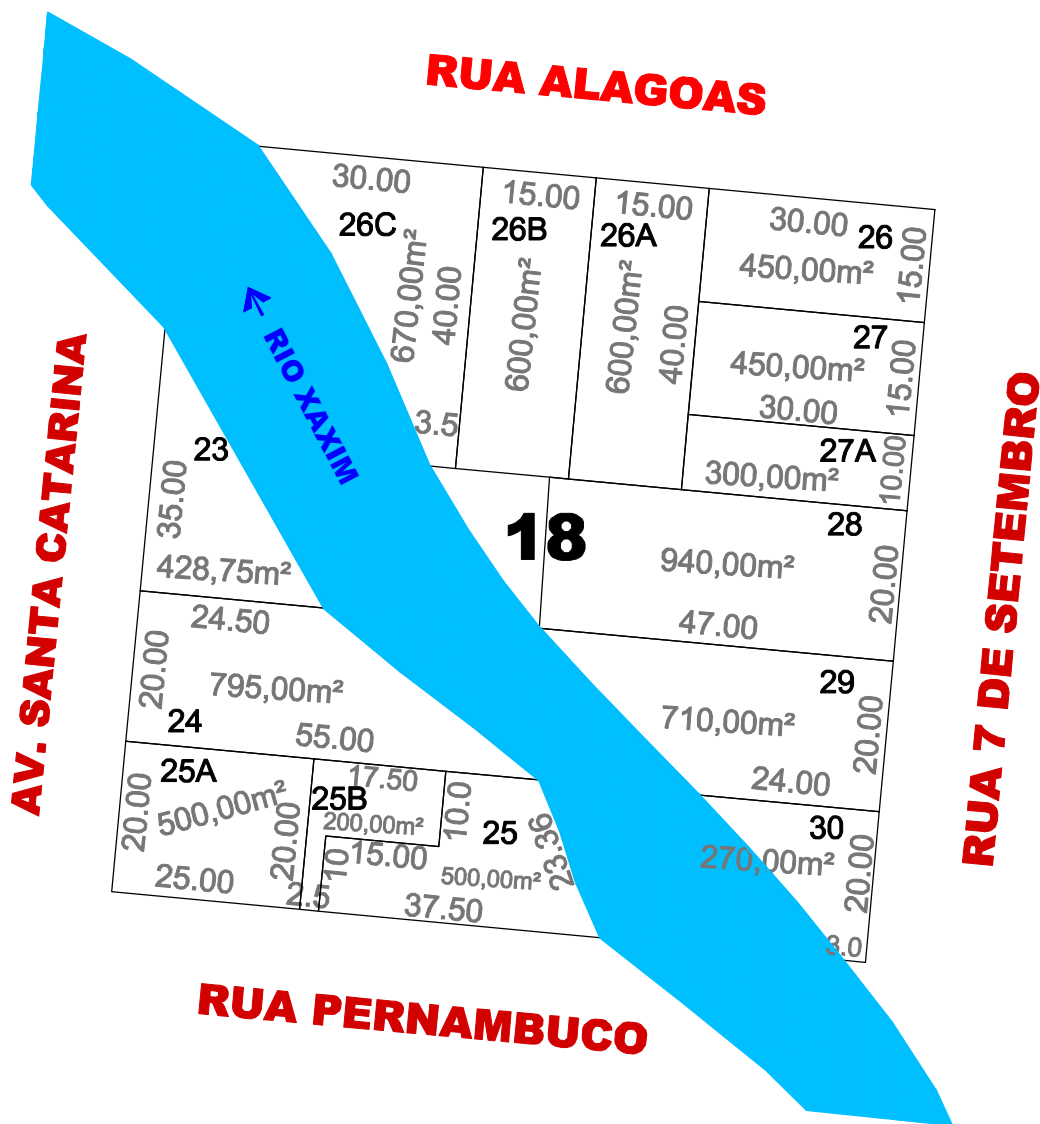 RUA ALAGOAS
30.00
26C
670,00m²
40.00
3.5
15.00
26B
600,00m²
15.00
26A
600,00m²
40.00
30.00
26
450,00m²
15.00
27
450,00m²
15.00
30.00
27A
300,00m²
10.00
RIO XAXIM
AV. SANTA CATARINA
RUA 7 DE SETEMBRO
23
35.00
428,75m²
18
28
940,00m²
20.00
47.00
24.50
20.00
795,00m²
24
55.00
29
710,00m²
20.00
24.00
25A
20.00
500,00m²
20.00
25.00
2.5
17.50
25B
200,00m²
10.0
15.00
10
25
23.36
500,00m²
37.50
30
270,00m²
20.00
3.0
RUA PERNAMBUCO